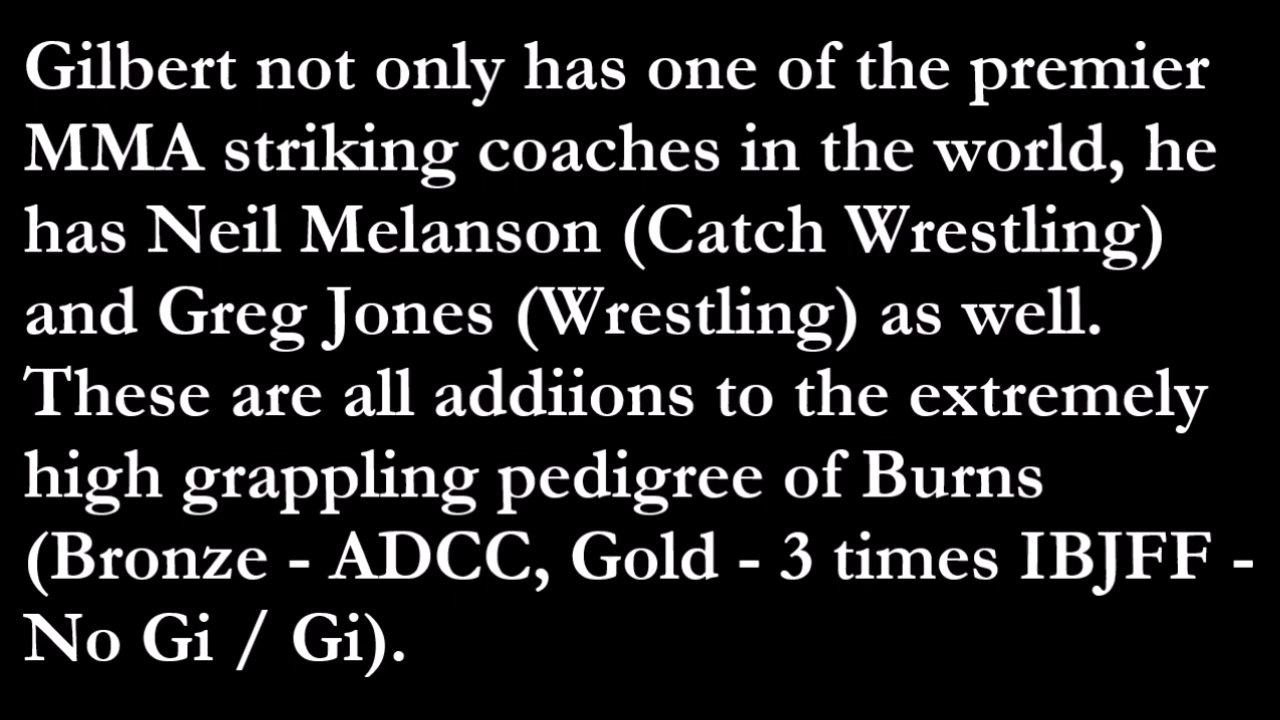 Gilbert not only has one of the premier
MMA striking coaches in the world, he
has Neil Melanson (Catch Wrestling)
and Greg Jones (Wrestling) as well.
These are all addiions to the extremely
high grappling pedigree of Burns
(Bronze - ADCC, Gold - 3 times IBJFF -
No Gi / Gi).